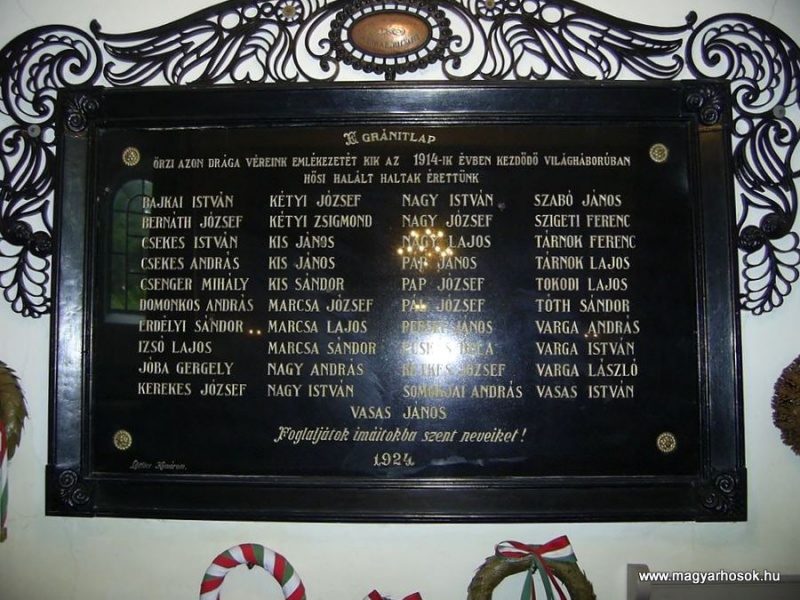 E GRÁNITLAP
ŐRZI AZON DRÁGA VÉREINK EMLÉKEZETÉT KIK AZ 1914-IK ÉVBEN KEZDŐDŐ VILÁGHÁBORÚBAN
HŐSI HALÁLT HALTAK ÉRETTÜNK
BAJKAI ISTVÁN
BERNÁTH JÓZSEF
CSEKES ISTVÁN
CSEKES ANDRÁS
CSENGER MIHÁLY
DOMONKOS ANDRÁS
ERDÉLYI SÁNDOR
IZSÓ LAJOS
JÓBA GERGELY
KEREKES JÓZSEF
KÉTYI JÓZSEF
KÉTYI ZSIGMOND
KIS JÁNOS
KIS JÁNOS
KIS SÁNDOR
MARCSA JÓZSEF
MARCSA LAJOS
MARCSA SÁNDOR
NAGY ANDRÁS
NAGY ISTVÁN
NAGY ISTVÁN
NAGY JÓZSEF
NAGY LAJOS
PAP JÁNOS
PAP JÓZSEF
JÓZSEF
JÁNOS
BÉLA
JÓZSEF
SOMOGJAI ANDRÁS
SZABÓ JÁNOS
SZIGETI FERENC
TÁRNOK FERENC
TÁRNOK LAJOS
TOKODI LAJOS
TÓTH SÁNDOR
VARGA ANDRÁS
VARGA ISTVÁN
VARGA LÁSZLÓ
VASAS ISTVÁN
VASAS JÁNOS
Foglaljátok imáitokba szent neveiket!
1924
www.magyarhosok.hu